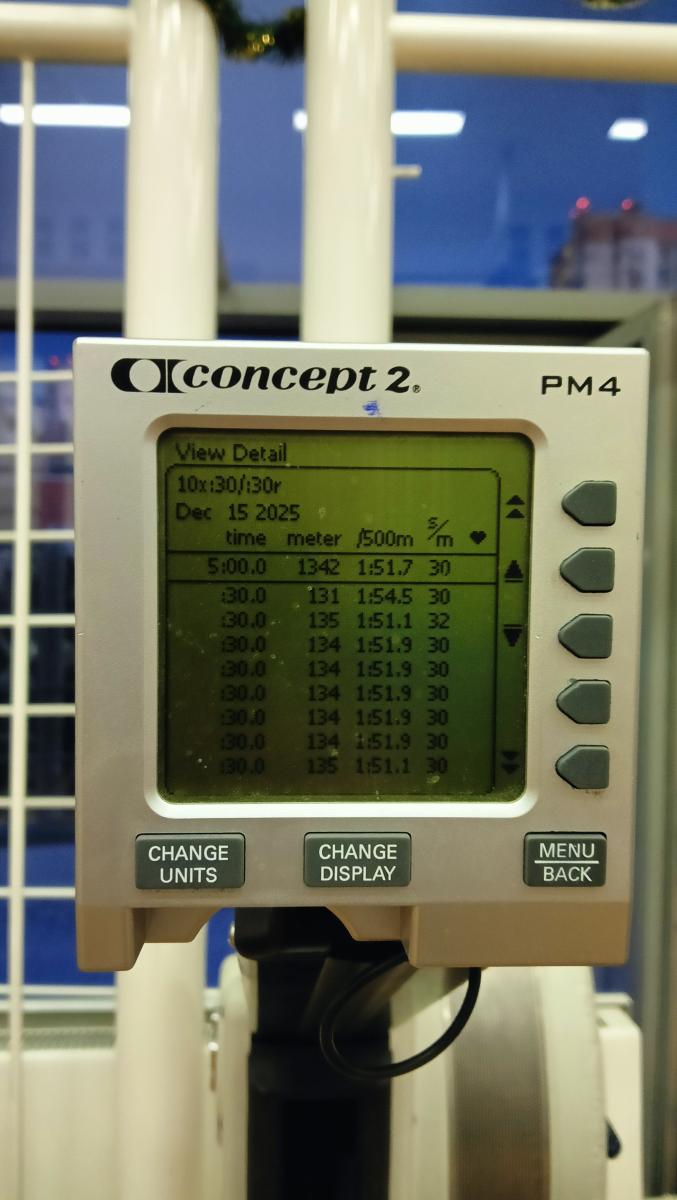 concept 2®
PM4
View Detail
10x:30/:30r
Dec 15 2025
time meter /500m s/m ♥
5:00.0 1342 1:51.7 30
:30.0 131 1:54.5 30
:30.0 135 1:51.1 32
:30.0 134 1:51.9 30
:30.0 134 1:51.9 30
:30.0 134 1:51.9 30
:30.0 134 1:51.9 30
:30.0 134 1:51.9 30
:30.0 135 1:51.1 30
CHANGE UNITS
CHANGE DISPLAY
MENU
BACK